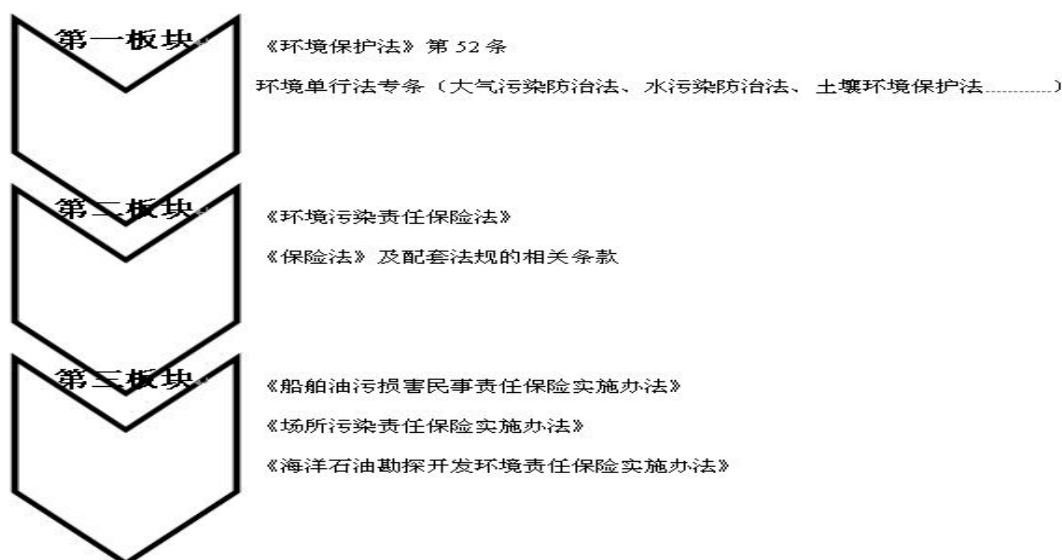 第一板块
《环境保护法》第 52 条
环境单行法专条（大气污染防治法、水污染防治法、土壤环境保护法…………）
第二板块
《环境污染责任保险法》
《保险法》及配套法规的相关条款
第三板块
《船舶油污损害民事责任保险实施办法》
《场所污染责任保险实施办法》
《海洋石油勘探开发环境责任保险实施办法》